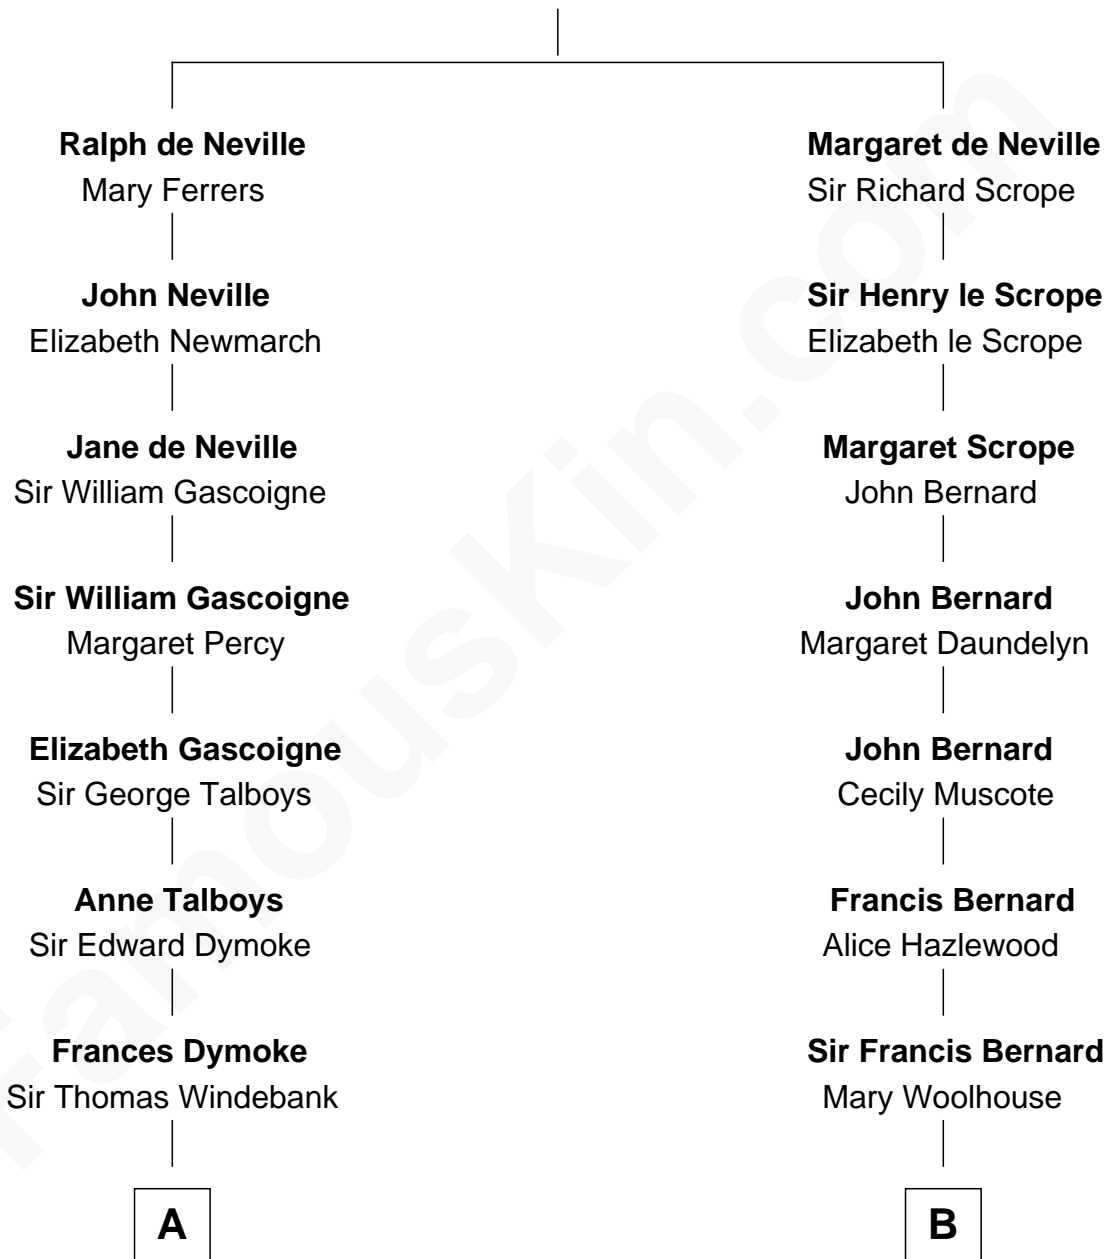 Ralph de Neville
Mary Ferrers
John Neville
Elizabeth Newmarch
Jane de Neville
Sir William Gascoigne
Sir William Gascoigne
Margaret Percy
Elizabeth Gascoigne
Sir George Talboys
Anne Talboys
Sir Edward Dymoke
Frances Dymoke
Sir Thomas Windebank
A
Margaret de Neville
Sir Richard Scrope
Sir Henry le Scrope
Elizabeth le Scrope
Margaret Scrope
John Bernard
John Bernard
Margaret Daundelyn
John Bernard
Cecily Muscote
Francis Bernard
Alice Hazlewood
Sir Francis Bernard
Mary Woolhouse
B
FamousKin.com